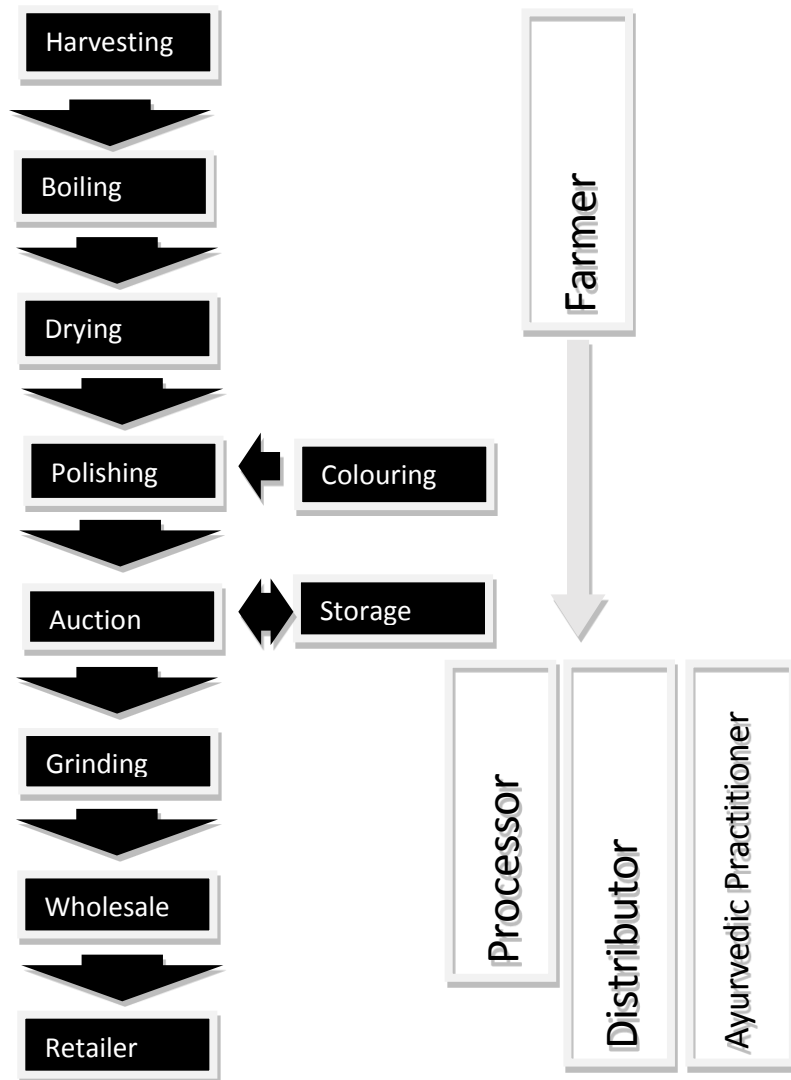 Harvesting
Boiling
Drying
Polishing
Colouring
Auction
Storage
Grinding
Wholesale
Retailer
Farmer
Processor
Distributor
Ayurvedic Practitioner